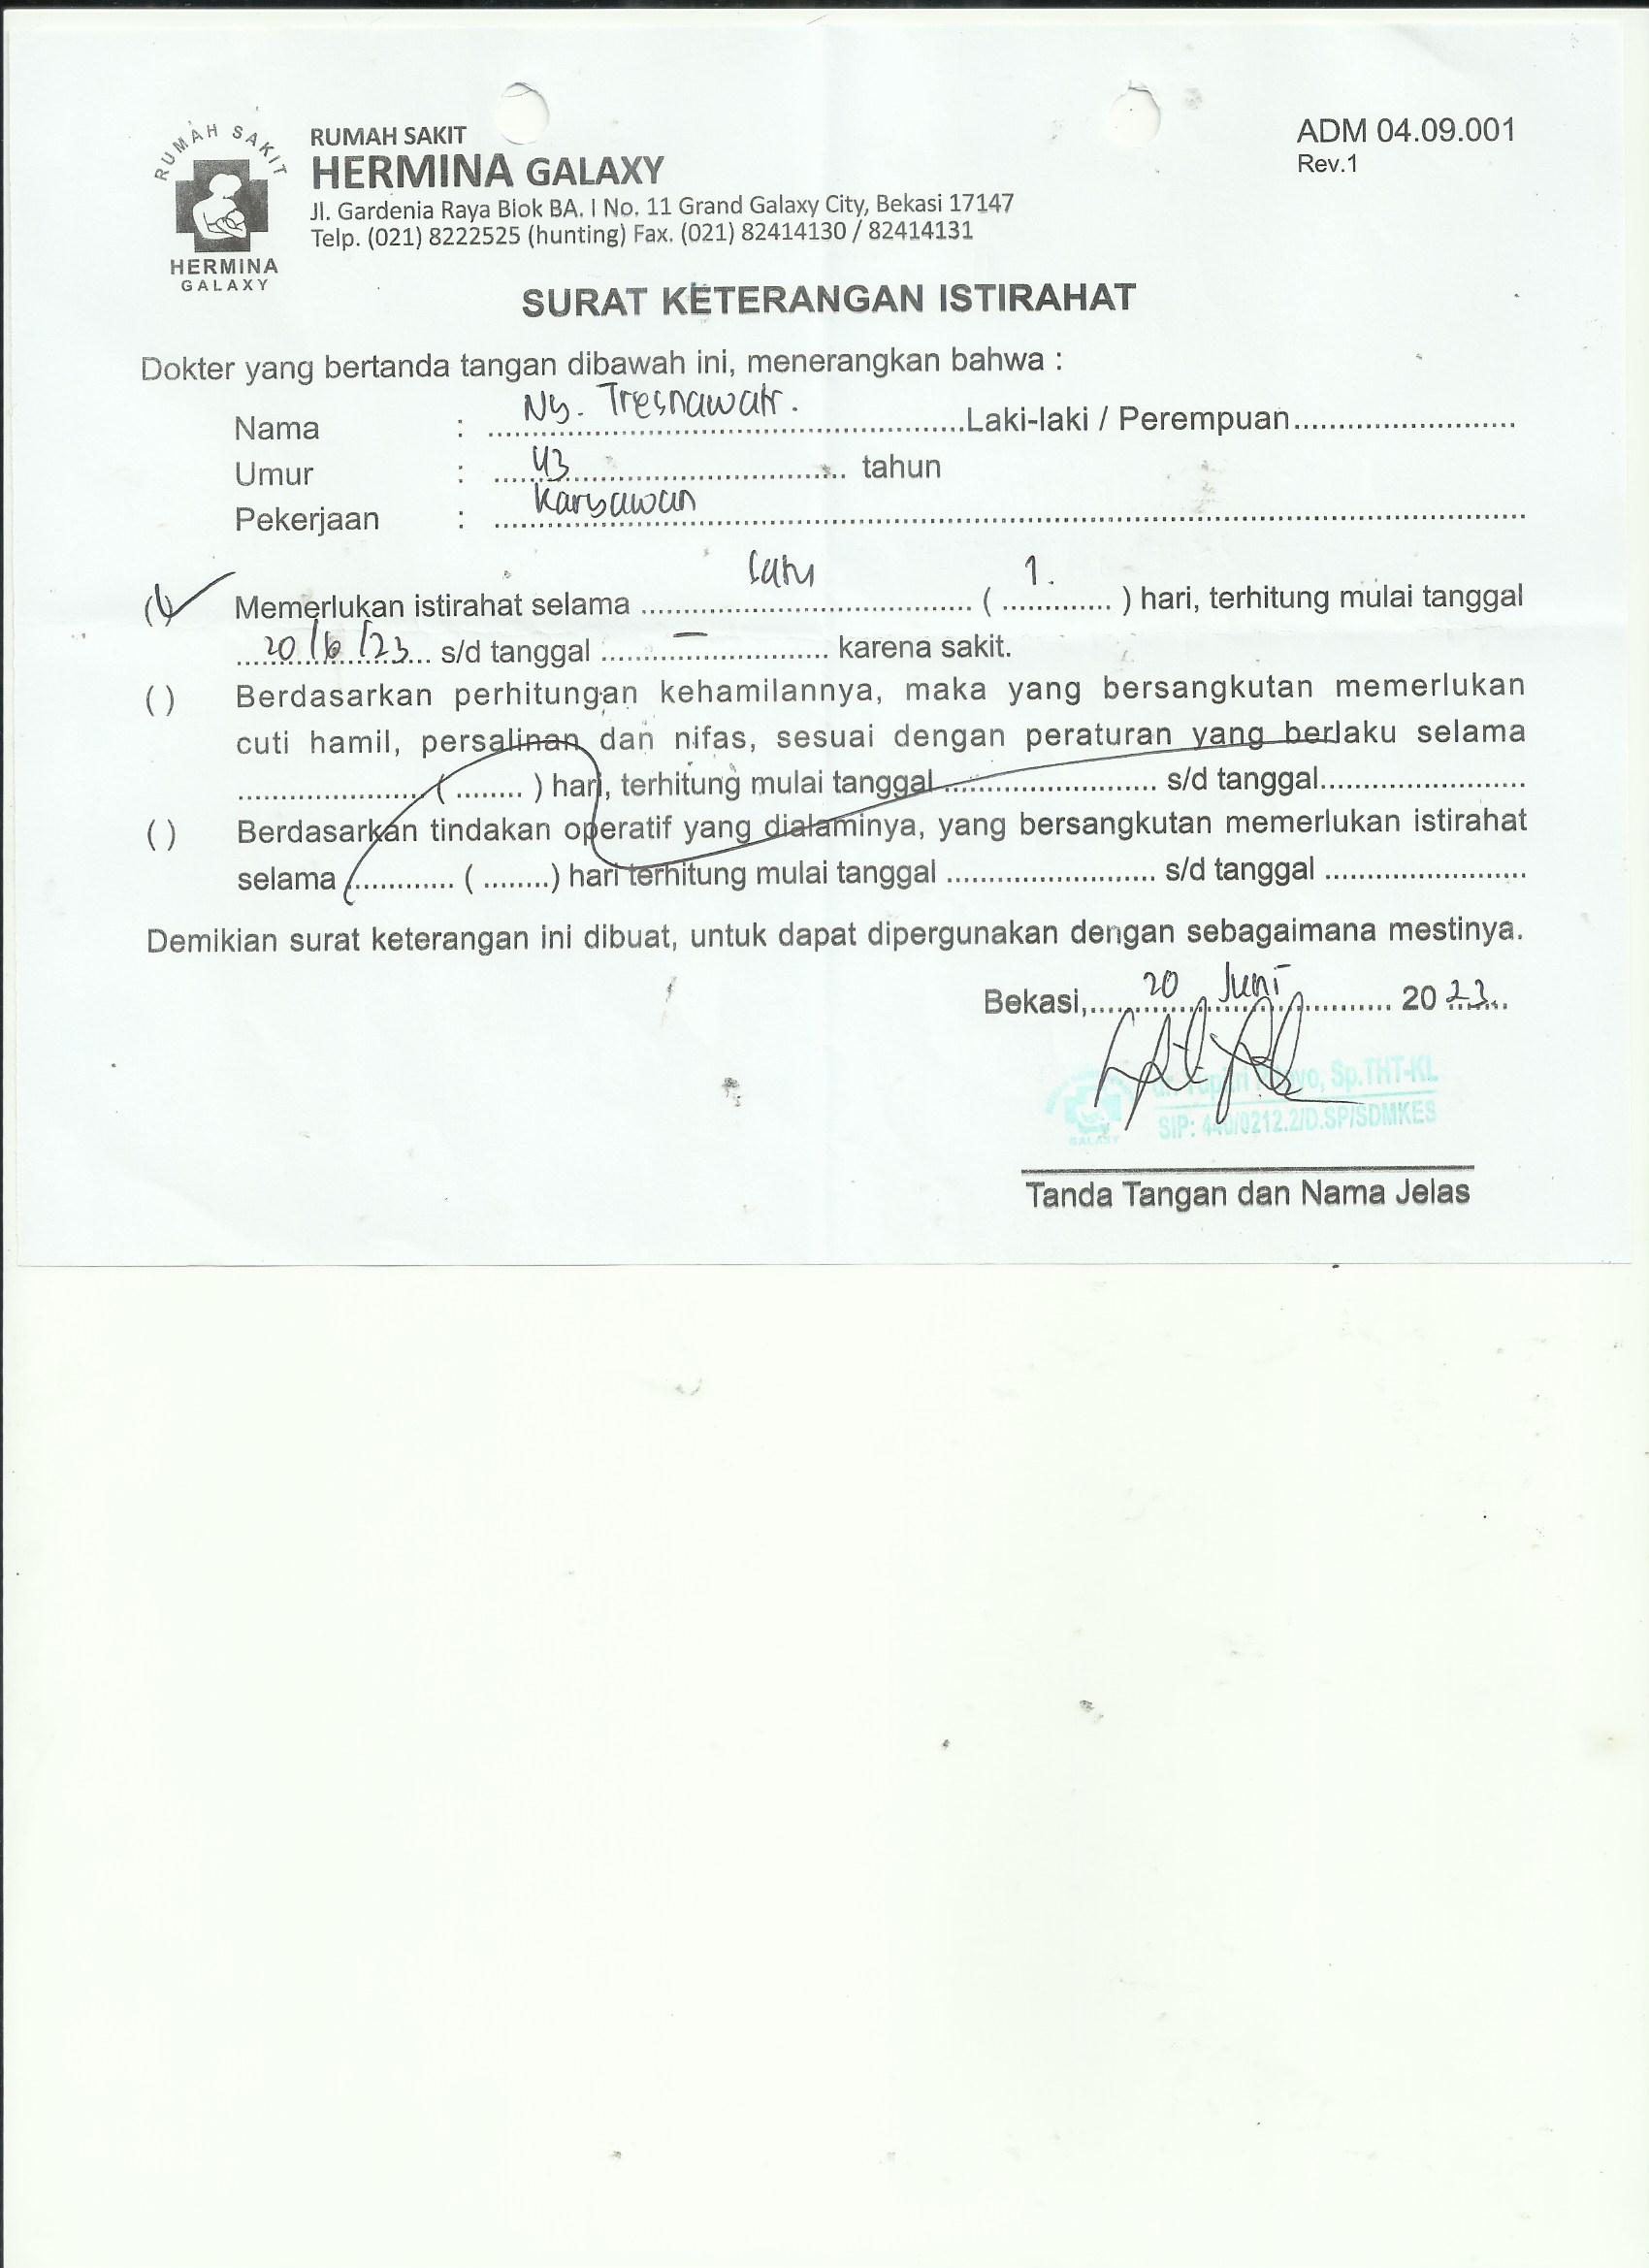 RUMAH SAKIT
HERMINA
GALAXY
RUMAH SAKIT
HERMINA GALAXY
Jl. Gardenia Raya Blok BA. I No. 11 Grand Galaxy City, Bekasi 17147
Telp. (021) 8222525 (hunting) Fax. (021) 82414130 / 82414131
ADM 04.09.001
Rev.1
SURAT KETERANGAN ISTIRAHAT
Dokter yang bertanda tangan dibawah ini, menerangkan bahwa :
Nama : Ny. Tresnawati. Laki-laki / Perempuan
Umur : 43 tahun
Pekerjaan : Karyawan
(✓) Memerlukan istirahat selama satu ( 1. ) hari, terhitung mulai tanggal
20/6/23 s/d tanggal — karena sakit.
( ) Berdasarkan perhitungan kehamilannya, maka yang bersangkutan memerlukan
cuti hamil, persalinan dan nifas, sesuai dengan peraturan yang berlaku selama
.................... ( ........ ) hari, terhitung mulai tanggal ........................ s/d tanggal........................
( ) Berdasarkan tindakan operatif yang dialaminya, yang bersangkutan memerlukan istirahat
selama ............ ( ........) hari terhitung mulai tanggal ........................ s/d tanggal ........................
Demikian surat keterangan ini dibuat, untuk dapat dipergunakan dengan sebagaimana mestinya.
Bekasi, 20 Juni 2023
Sp.THT-KL
SIP: 440/0212.2/D.SP/SDMKES
GALAXY
Tanda Tangan dan Nama Jelas